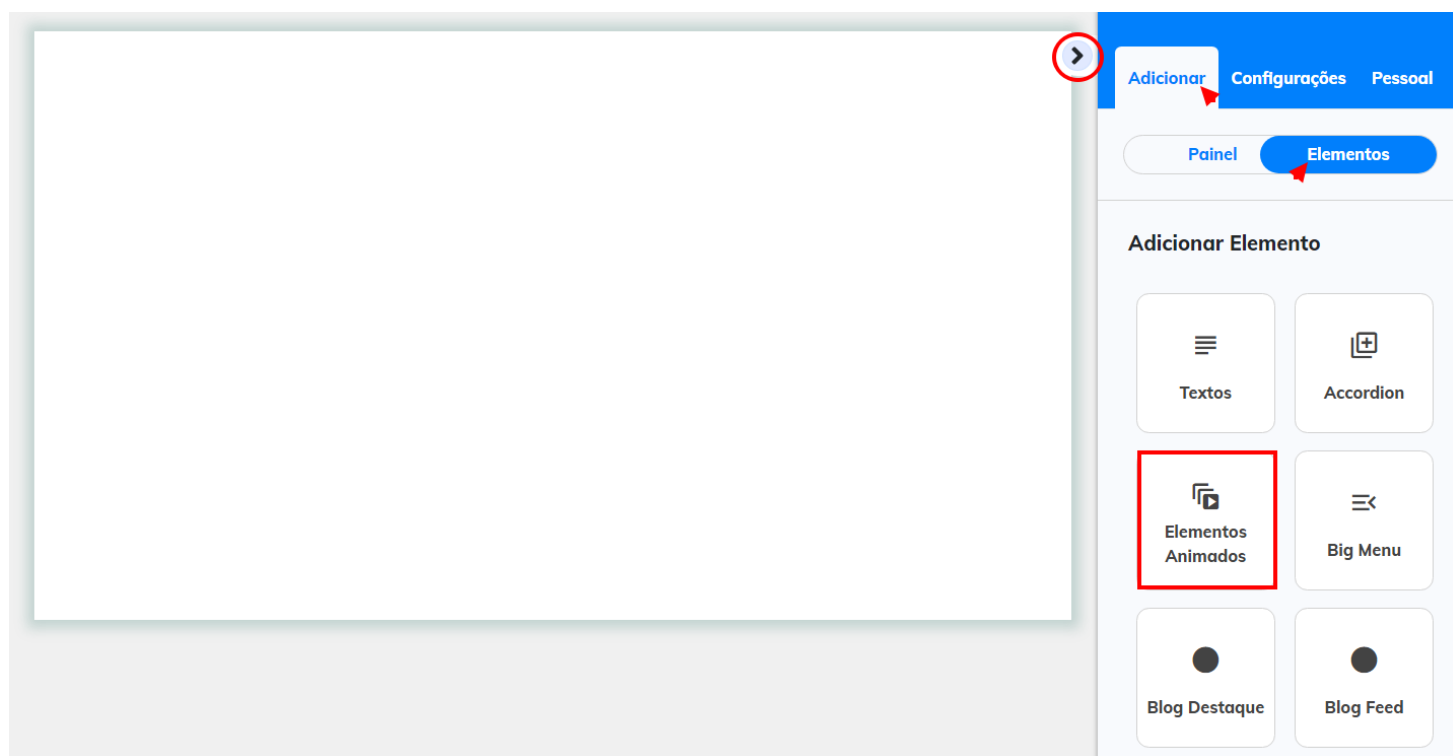 Adicionar Configurações Pessoal
Painel Elementos
Adicionar Elemento
Textos Accordion
Elementos
Animados
Big Menu
Blog Destaque Blog Feed